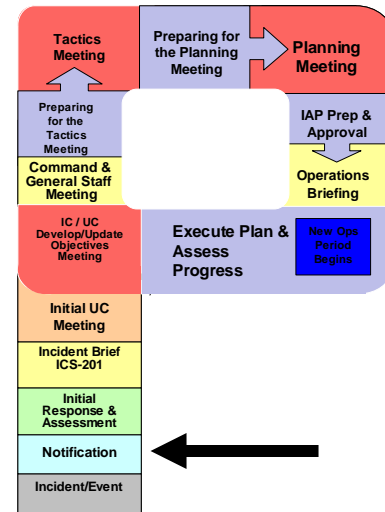 Tactics
Meeting
Preparing for
the Planning
Meeting
Planning
Meeting
Preparing
for the
Tactics
Meeting
IAP Prep &
Approval
Command &
General Staff
Meeting
Operations
Briefing
IC / UC
Develop/Update
Objectives
Meeting
Execute Plan &
Assess
Progress
New Ops
Period
Begins
Initial UC
Meeting
Incident Brief
ICS-201
Initial
Response &
Assessment
Notification
Incident/Event